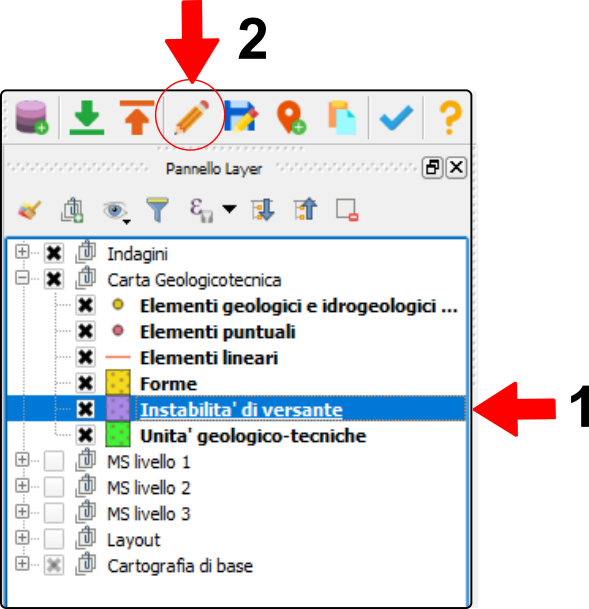 2
Pannello Layer
Indagini
Carta Geologicotecnica
Elementi geologici e idrogeologici ...
Elementi puntuali
Elementi lineari
Forme
Instabilita' di versante
1
Unita' geologico-tecniche
MS livello 1
MS livello 2
MS livello 3
Layout
Cartografia di base